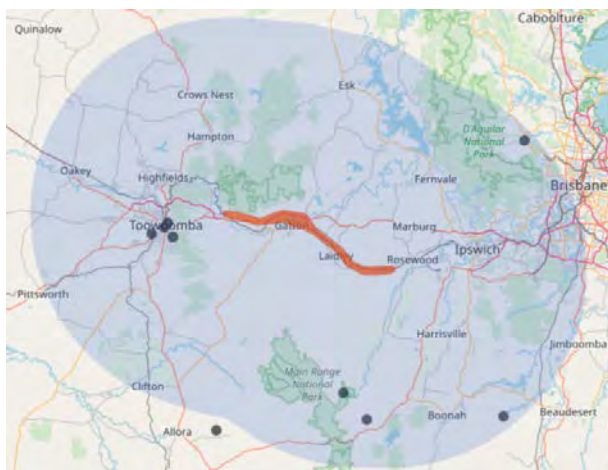 Caboolture
Quinalow
Crows Nest
Esk
Hampton
D'Aguilar
National
Park
Oakey
Highfields
Fernvale
Brisbane
Toowoomba
Gatton
Marburg
Laidley
Rosewood
Ipswich
Pittsworth
Harrisville
Jimboomba
Main Range
National
Park
Clifton
Boonah
Beaudesert
Allora